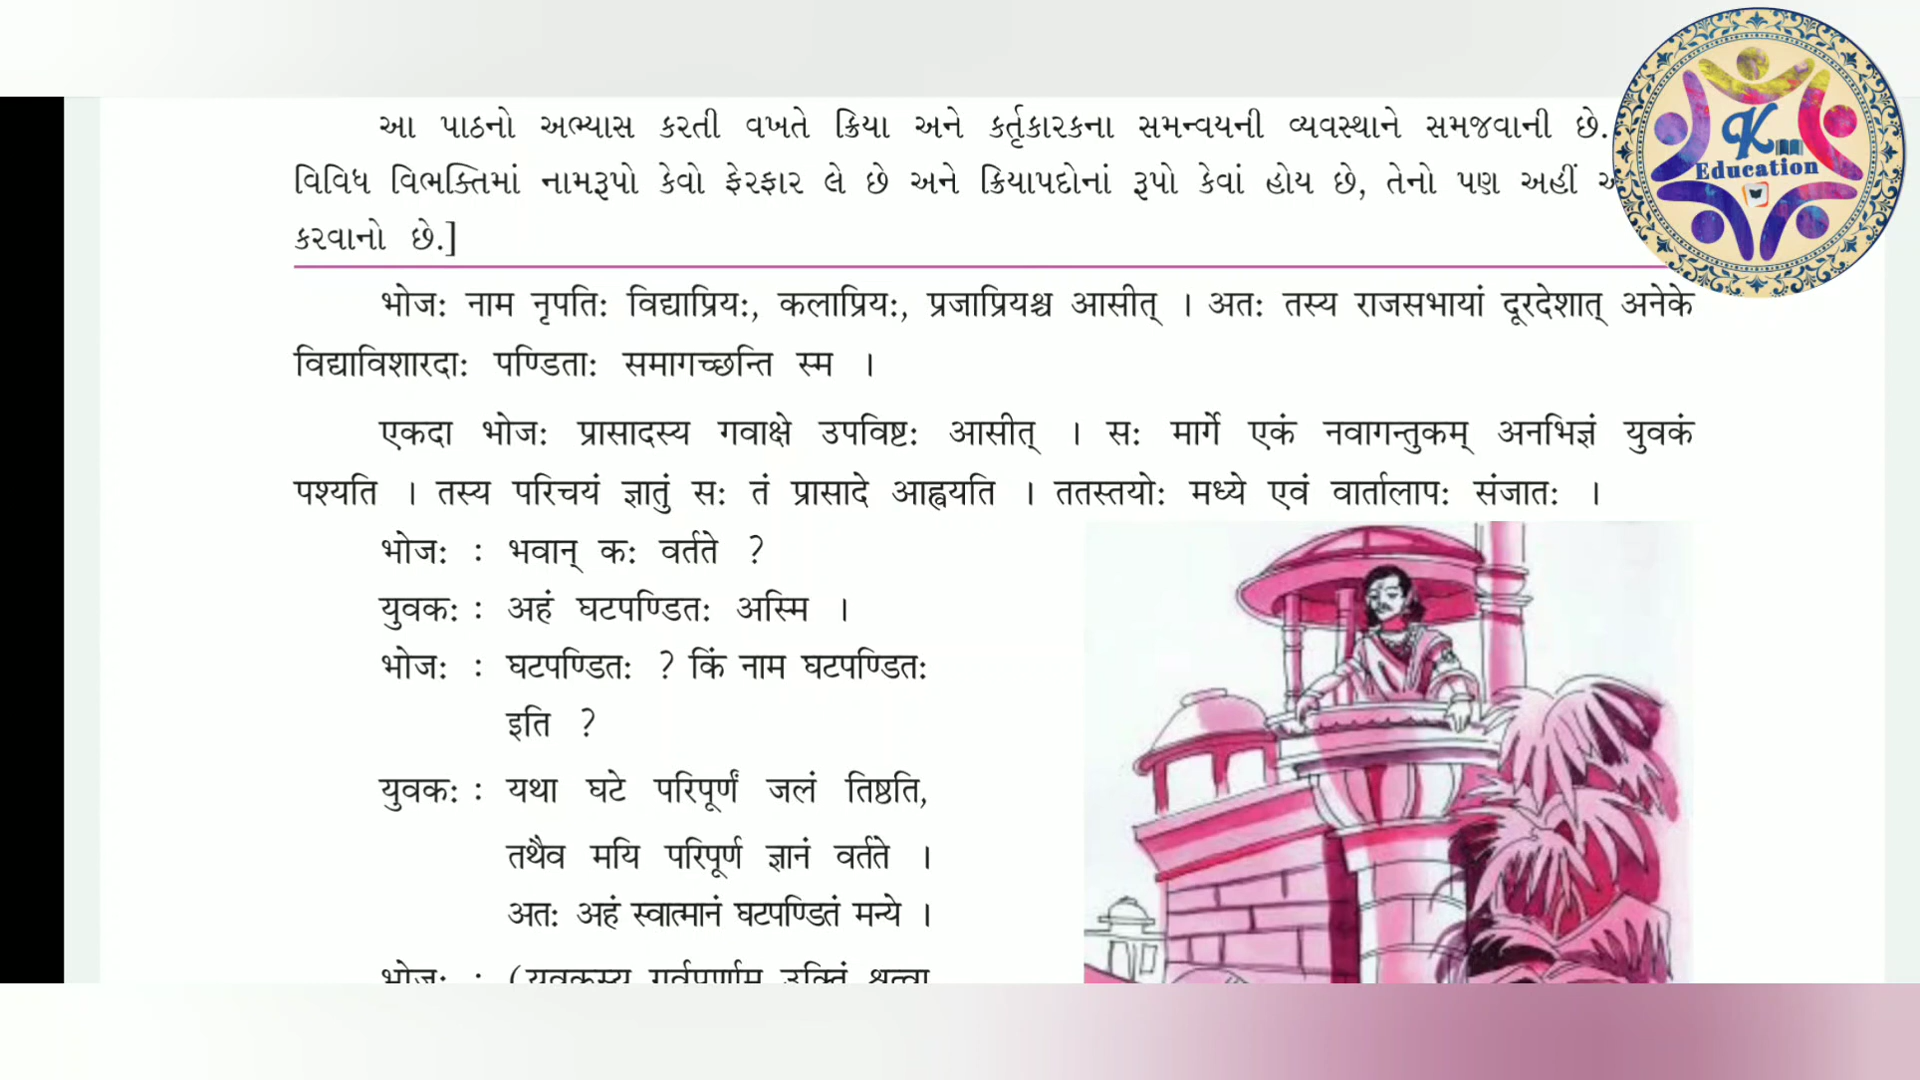 આ પાઠનો અભ્યાસ કરતી વખતે ક્રિયા અને કર્તૃકારકના સમન્વયની વ્યવસ્થાને સમજવાની છે.
વિવિધ વિભક્તિમાં નામરૂપો કેવો ફેરફાર લે છે અને ક્રિયાપદોનાં રૂપો કેવાં હોય છે, તેનો પણ અહીં
કરવાનો છે.]
K
Education
भोजः नाम नृपतिः विद्याप्रियः, कलाप्रियः, प्रजाप्रियश्च आसीत् । अतः तस्य राजसभायां दूरदेशात् अनेके
विद्याविशारदाः पण्डिताः समागच्छन्ति स्म ।
एकदा भोजः प्रासादस्य गवाक्षे उपविष्टः आसीत् । सः मार्गे एकं नवागन्तुकम् अनभिज्ञं युवकं
पश्यति । तस्य परिचयं ज्ञातुं सः तं प्रासादे आह्वयति । ततस्तयोः मध्ये एवं वार्तालापः संजातः ।
भोजः : भवान् कः वर्तते ?
युवकः : अहं घटपण्डितः अस्मि ।
भोजः : घटपण्डितः ? किं नाम घटपण्डितः
इति ?
युवकः : यथा घटे परिपूर्णं जलं तिष्ठति,
तथैव मयि परिपूर्ण ज्ञानं वर्तते ।
अतः अहं स्वात्मानं घटपण्डितं मन्ये ।
भोजः : (युवकस्य गर्वपूर्णाम् उक्तिं श्रुत्वा